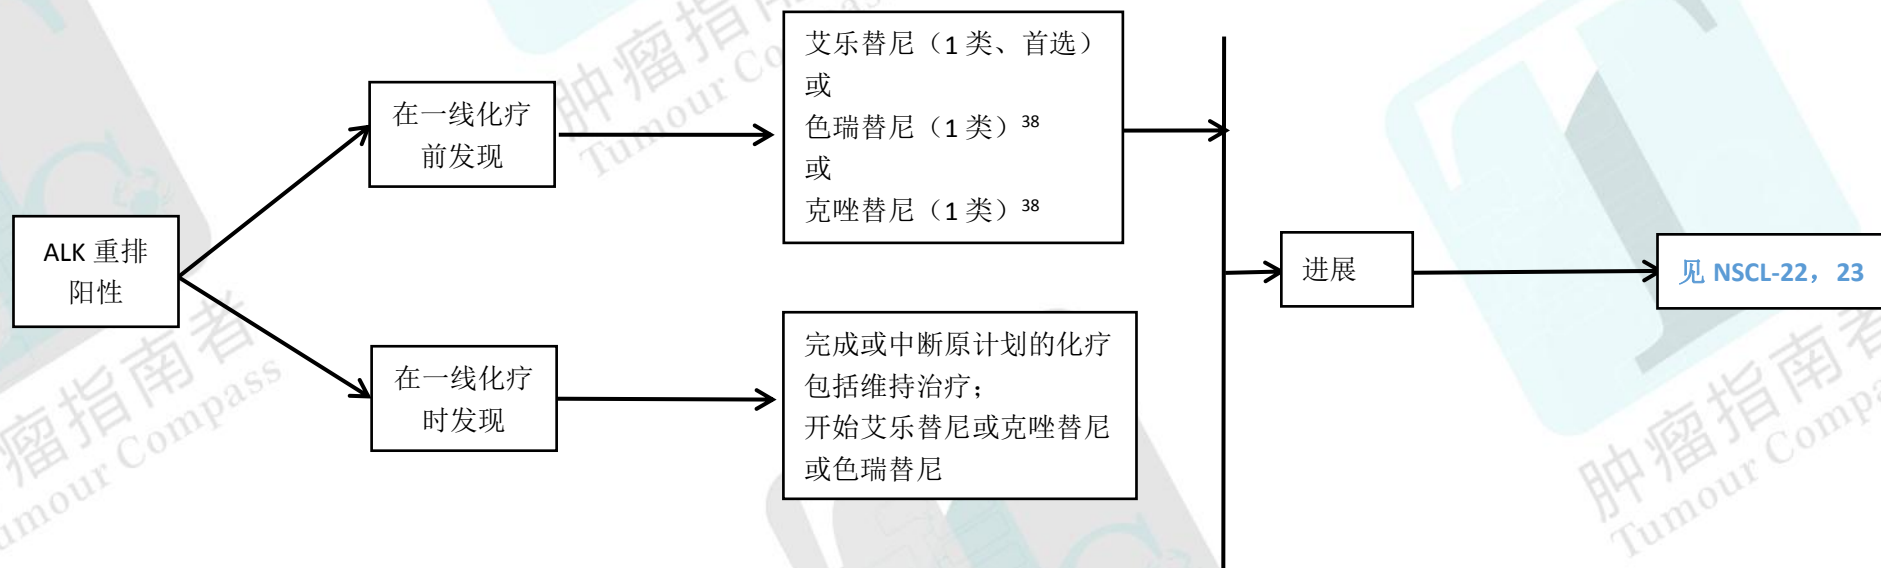 ALK 重排
阳性
在一线化疗
前发现
在一线化疗
时发现
艾乐替尼（1 类、首选）
或
色瑞替尼（1 类）38
或
克唑替尼（1 类）38
完成或中断原计划的化疗
包括维持治疗；
开始艾乐替尼或克唑替尼
或色瑞替尼
进展
见 NSCL-22，23
肿瘤指南
Tumour Co
瘤指南者
umour Compass
肿瘤指南者
Tumour Compa